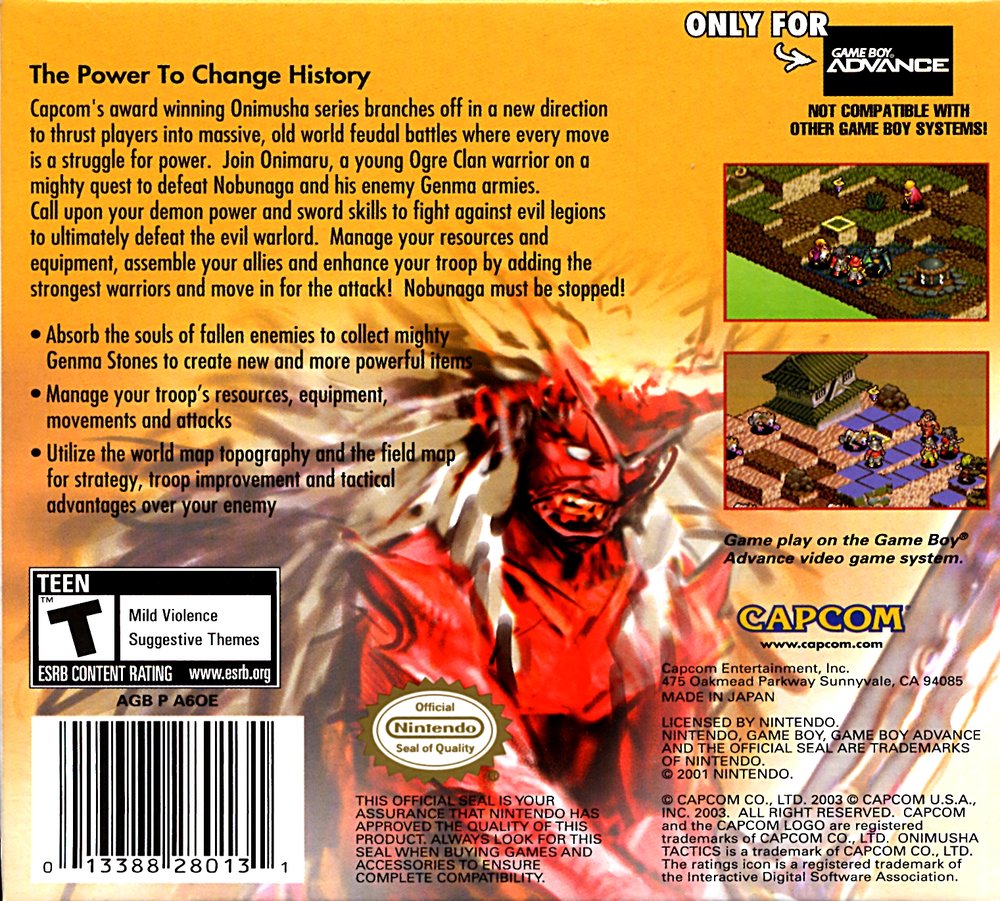 ONLY FOR
GAME BOY
ADVANCE
NOT COMPATIBLE WITH
OTHER GAME BOY SYSTEMS!
The Power To Change History
Capcom's award winning Onimusha series branches off in a new direction
to thrust players into massive, old world feudal battles where every move
is a struggle for power.  Join Onimaru, a young Ogre Clan warrior on a
mighty quest to defeat Nobunaga and his enemy Genma armies.
Call upon your demon power and sword skills to fight against evil legions
to ultimately defeat the evil warlord.  Manage your resources and
equipment, assemble your allies and enhance your troop by adding the
strongest warriors and move in for the attack!  Nobunaga must be stopped!
• Absorb the souls of fallen enemies to collect mighty
Genma Stones to create new and more powerful items
• Manage your troop's resources, equipment,
movements and attacks
• Utilize the world map topography and the field map
for strategy, troop improvement and tactical
advantages over your enemy
Game play on the Game Boy®
Advance video game system.
TEEN
T™
Mild Violence
Suggestive Themes
ESRB CONTENT RATING www.esrb.org
AGB P A6OE
0 13388 28013 1
Official
Nintendo
Seal of Quality
®
THIS OFFICIAL SEAL IS YOUR
ASSURANCE THAT NINTENDO HAS
APPROVED THE QUALITY OF THIS
PRODUCT. ALWAYS LOOK FOR THIS
SEAL WHEN BUYING GAMES AND
ACCESSORIES TO ENSURE
COMPLETE COMPATIBILITY.
CAPCOM
www.capcom.com
Capcom Entertainment, Inc.
475 Oakmead Parkway Sunnyvale, CA 94085
MADE IN JAPAN
LICENSED BY NINTENDO.
NINTENDO, GAME BOY, GAME BOY ADVANCE
AND THE OFFICIAL SEAL ARE TRADEMARKS
OF NINTENDO.
© 2001 NINTENDO.
© CAPCOM CO., LTD. 2003 © CAPCOM U.S.A.,
INC. 2003.  ALL RIGHT RESERVED.  CAPCOM
and the CAPCOM LOGO are registered
trademarks of CAPCOM CO., LTD.  ONIMUSHA
TACTICS is a trademark of CAPCOM CO., LTD.
The ratings icon is a registered trademark of
the Interactive Digital Software Association.